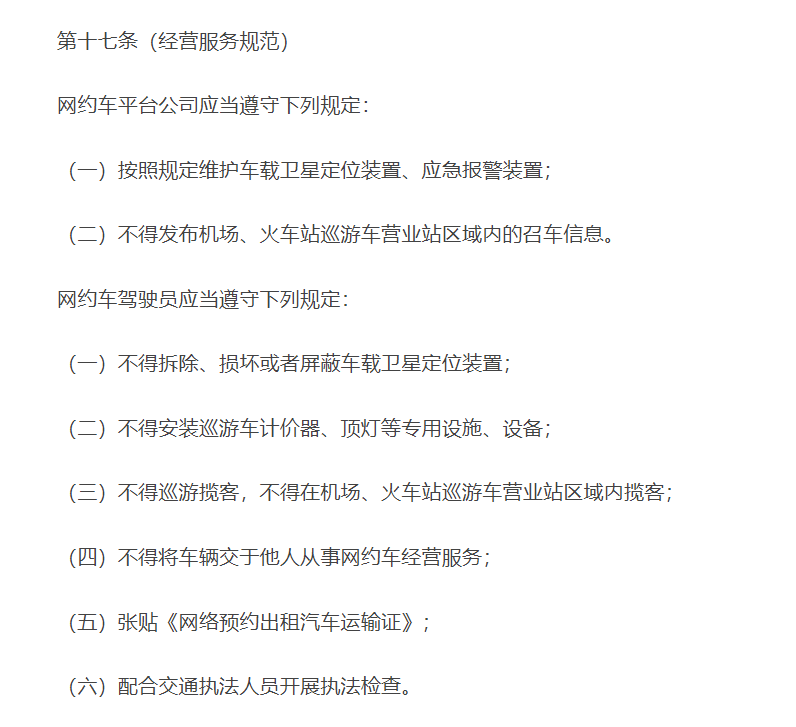 第十七条（经营服务规范）
网约车平台公司应当遵守下列规定：
（一）按照规定维护车载卫星定位装置、应急报警装置；
（二）不得发布机场、火车站巡游车营业站区域内的召车信息。
网约车驾驶员应当遵守下列规定：
（一）不得拆除、损坏或者屏蔽车载卫星定位装置；
（二）不得安装巡游车计价器、顶灯等专用设施、设备；
（三）不得巡游揽客，不得在机场、火车站巡游车营业站区域内揽客；
（四）不得将车辆交于他人从事网约车经营服务；
（五）张贴《网络预约出租汽车运输证》；
（六）配合交通执法人员开展执法检查。